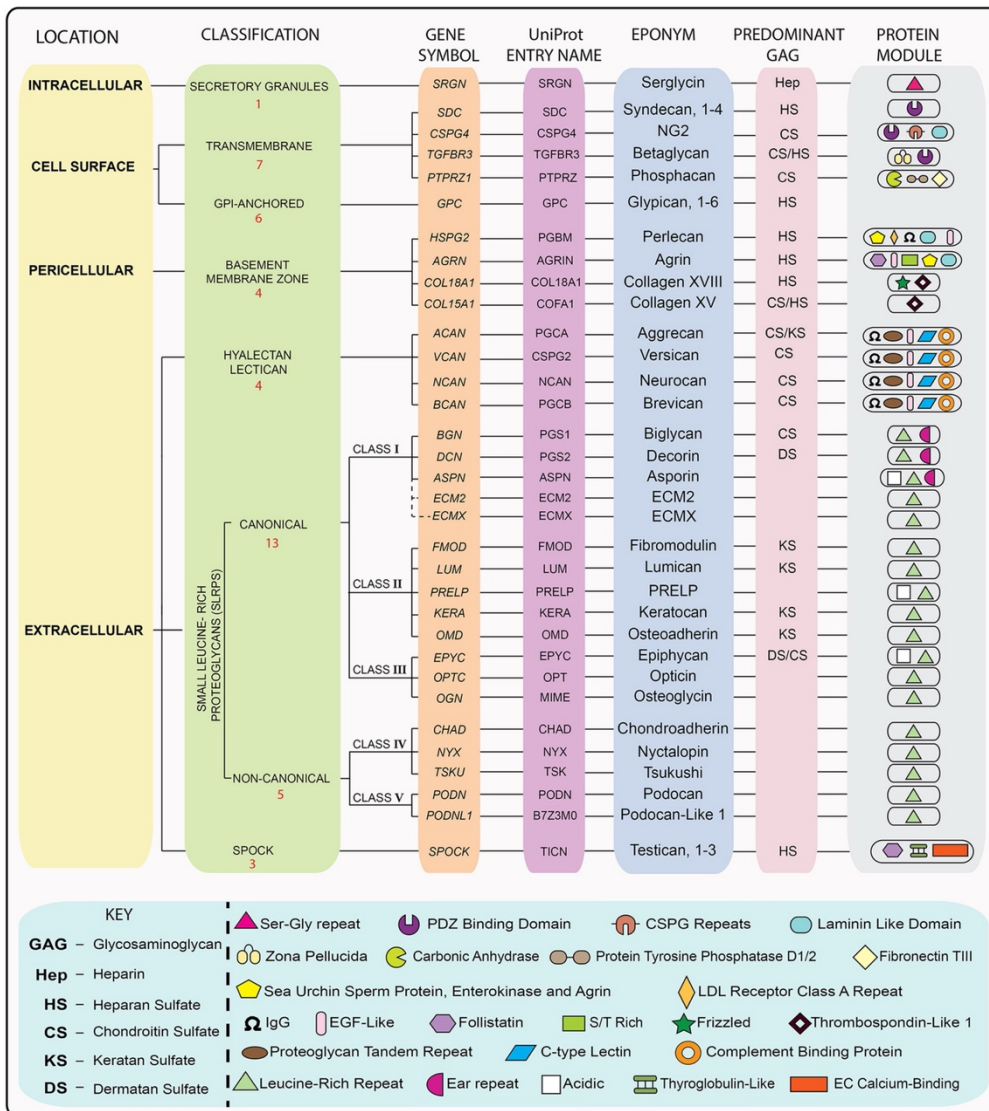 LOCATION CLASSIFICATION GENE SYMBOL UniProt ENTRY NAME EPONYM PREDOMINANT GAG PROTEIN MODULE
INTRACELLULAR SECRETORY GRANULES SRGN SRGN Serglycin Hep
1
SDC SDC Syndecan, 1-4 HS
CSPG4 CSPG4 NG2 CS
CELL SURFACE TRANSMEMBRANE TGFBR3 TGFBR3 Betaglycan CS/HS
7
PTPRZ1 PTPRZ Phosphacan CS
GPI-ANCHORED GPC GPC Glypican, 1-6 HS
6
HSPG2 PGBM Perlecan HS
PERICELLULAR BASEMENT MEMBRANE ZONE AGRN AGRIN Agrin HS
4
COL18A1 COL18A1 Collagen XVIII HS
COL15A1 COFA1 Collagen XV CS/HS
ACAN PGCA Aggrecan CS/KS Ω
HYALECTAN LECTICAN VCAN CSPG2 Versican CS Ω
4
NCAN NCAN Neurocan CS Ω
BCAN PGCB Brevican CS Ω
EXTRACELLULAR
SMALL LEUCINE- RICH
PROTEOGLYCANS (SLRPS)
CANONICAL
13
CLASS I BGN PGS1 Biglycan CS
DCN PGS2 Decorin DS
ASPN ASPN Asporin
ECM2 ECM2 ECM2
ECMX ECMX ECMX
FMOD FMOD Fibromodulin KS
LUM LUM Lumican KS
CLASS II PRELP PRELP PRELP
KERA KERA Keratocan KS
OMD OMD Osteoadherin KS
EPYC EPYC Epiphycan DS/CS
CLASS III OPTC OPT Opticin
OGN MIME Osteoglycin
NON-CANONICAL
5
CHAD CHAD Chondroadherin
CLASS IV NYX NYX Nyctalopin
TSKU TSK Tsukushi
CLASS V PODN PODN Podocan
PODNL1 B7Z3M0 Podocan-Like 1
SPOCK SPOCK TICN Testican, 1-3 HS
3
KEY
GAG – Glycosaminoglycan
Hep – Heparin
HS – Heparan Sulfate
CS – Chondroitin Sulfate
KS – Keratan Sulfate
DS – Dermatan Sulfate
Ser-Gly repeat PDZ Binding Domain CSPG Repeats Laminin Like Domain
Zona Pellucida Carbonic Anhydrase Protein Tyrosine Phosphatase D1/2 Fibronectin TIII
Sea Urchin Sperm Protein, Enterokinase and Agrin LDL Receptor Class A Repeat
Ω IgG EGF-Like Follistatin S/T Rich Frizzled Thrombospondin-Like 1
Proteoglycan Tandem Repeat C-type Lectin Complement Binding Protein
Leucine-Rich Repeat Ear repeat Acidic Thyroglobulin-Like EC Calcium-Binding